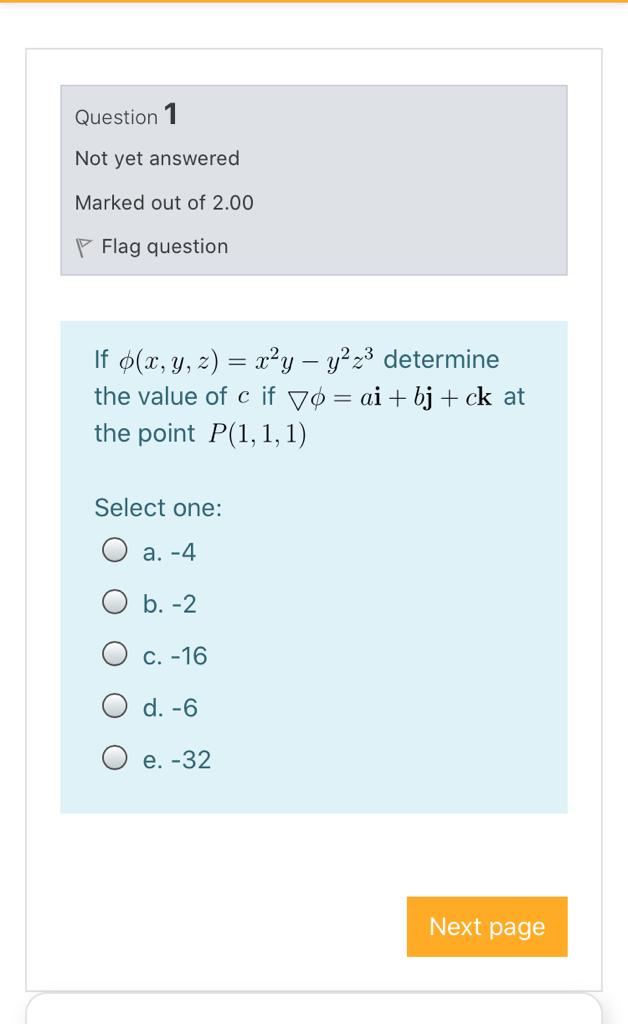 Question 1
Not yet answered
Marked out of 2.00
Flag question
If ϕ(x, y, z) = x²y − y²z³ determine
the value of c if ▽ϕ = ai + bj + ck at
the point P(1, 1, 1)
Select one:
a. -4
b. -2
c. -16
d. -6
e. -32
Next page